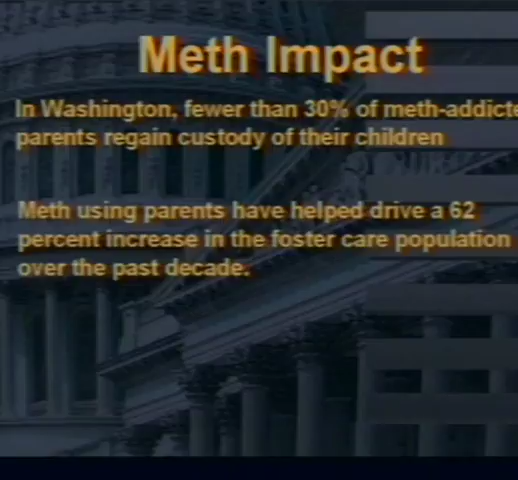 Meth Impact
In Washington, fewer than 30% of meth-addicte
parents regain custody of their children
Meth using parents have helped drive a 62
percent increase in the foster care population
over the past decade.